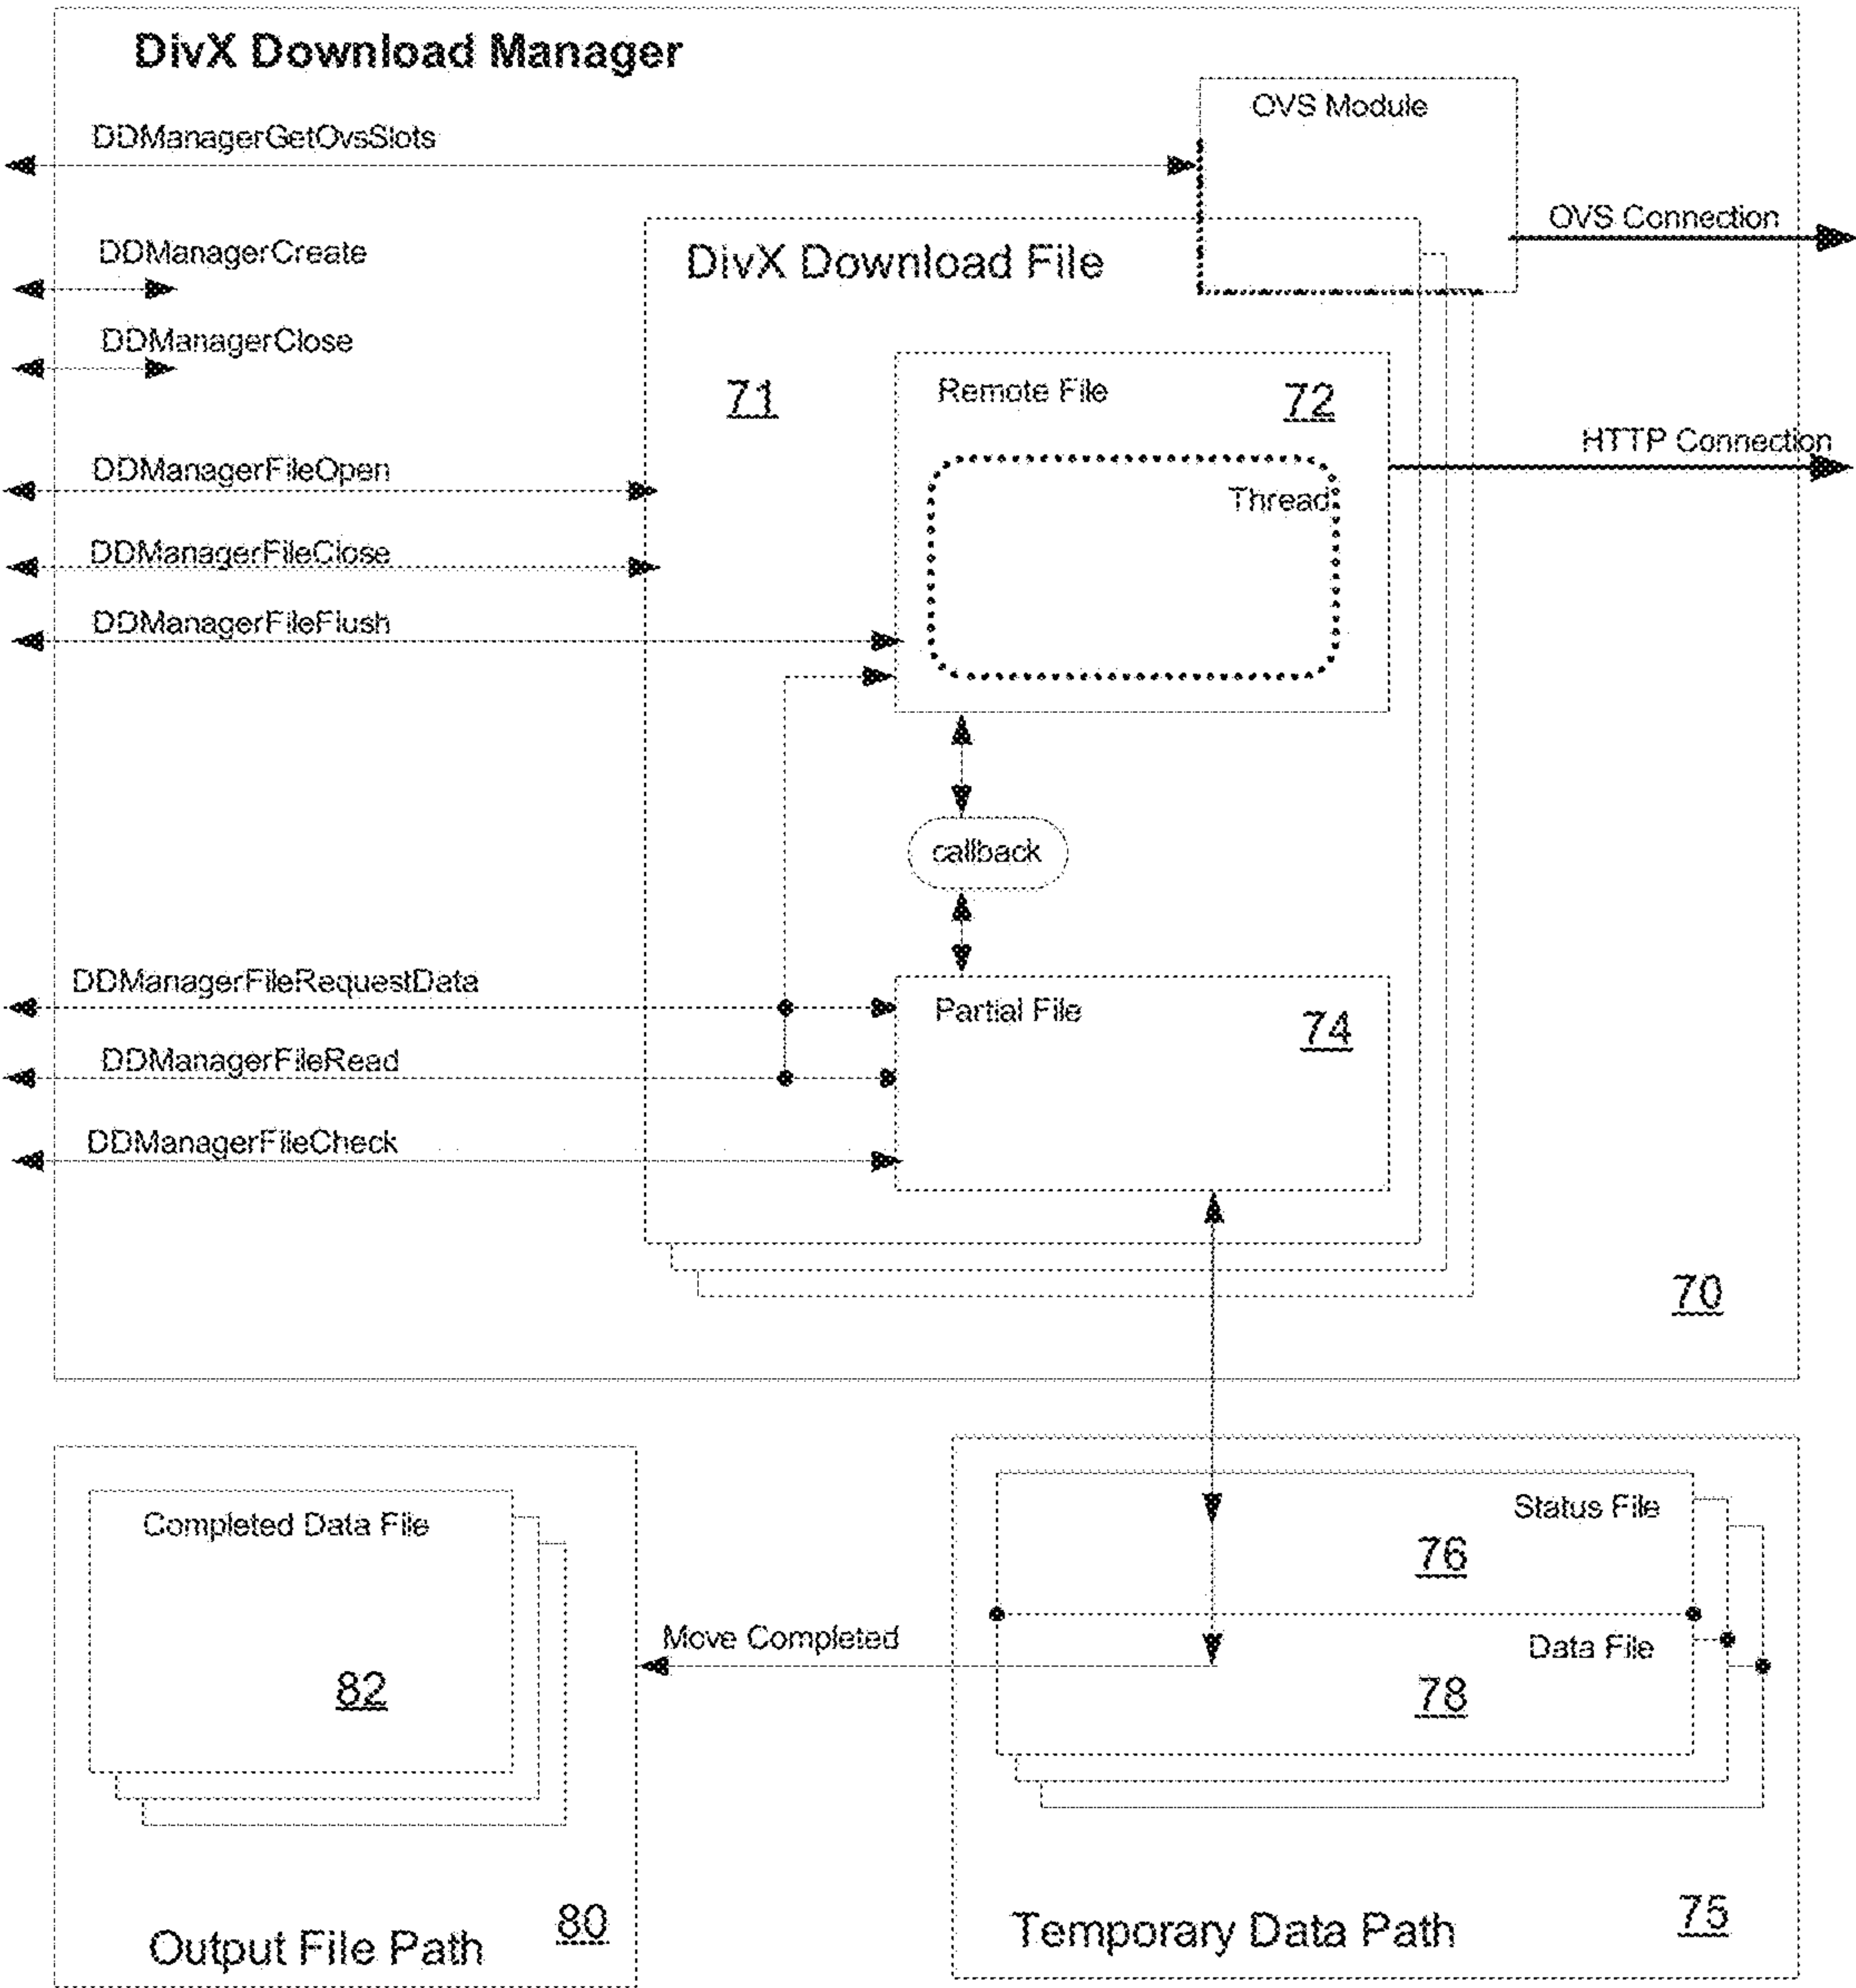 DivX Download Manager
OVS Module
DDManagerGetOvsSlots
OVS Connection
DDManagerCreate
DivX Download File
DDManagerClose
71
Remote File
72
HTTP Connection
DDManagerFileOpen
Thread
DDManagerFileClose
DDManagerFileFlush
callback
DDManagerFileRequestData
Partial File
74
DDManagerFileRead
DDManagerFileCheck
70
Completed Data File
Status File
76
Move Completed
Data File
82
78
Output File Path
80
Temporary Data Path
75